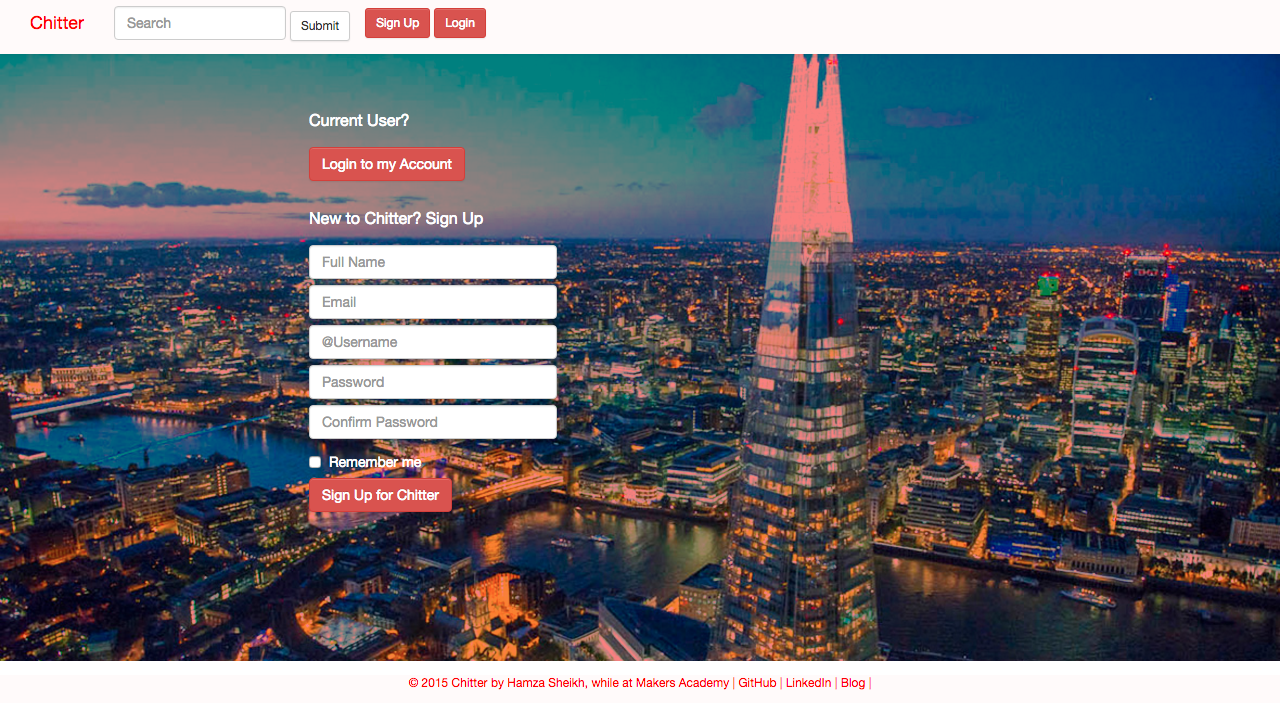 Chitter Search Submit Sign Up Login
Current User?
Login to my Account
New to Chitter? Sign Up
Full Name
Email
@Username
Password
Confirm Password
Remember me
Sign Up for Chitter
© 2015 Chitter by Hamza Sheikh, while at Makers Academy | GitHub | LinkedIn | Blog |